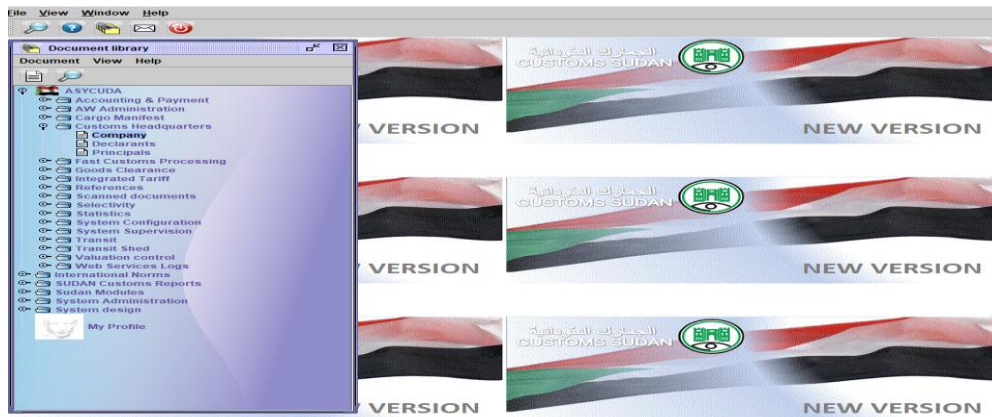 File View Window Help
Document library
Document View Help
ASYCUDA
Accounting & Payment
AW Administration
Cargo Manifest
Customs Headquarters
Company
Declarants
Principals
Fast Customs Processing
Goods Clearance
Integrated Tariff
References
Scanned documents
Selectivity
Statistics
System Configuration
System Supervision
Transit
Transit Shed
Valuation control
Web Services Logs
International Norms
SUDAN Customs Reports
Sudan Modules
System Administration
System design
My Profile
VERSION
الجمارك السودانية
CUSTOMS SUDAN
NEW VERSION
VERSION
الجمارك السودانية
CUSTOMS SUDAN
NEW VERSION
VERSION
الجمارك السودانية
CUSTOMS SUDAN
NEW VERSION